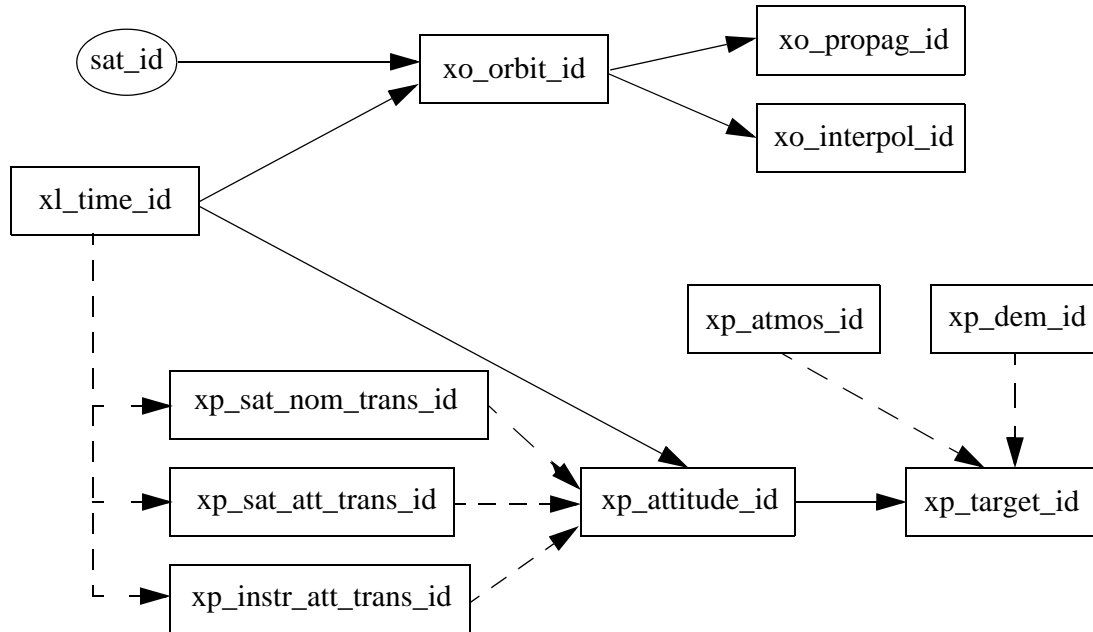 sat_id
xo_orbit_id
xo_propag_id
xo_interpol_id
xl_time_id
xp_atmos_id
xp_dem_id
xp_sat_nom_trans_id
xp_sat_att_trans_id
xp_instr_att_trans_id
xp_attitude_id
xp_target_id